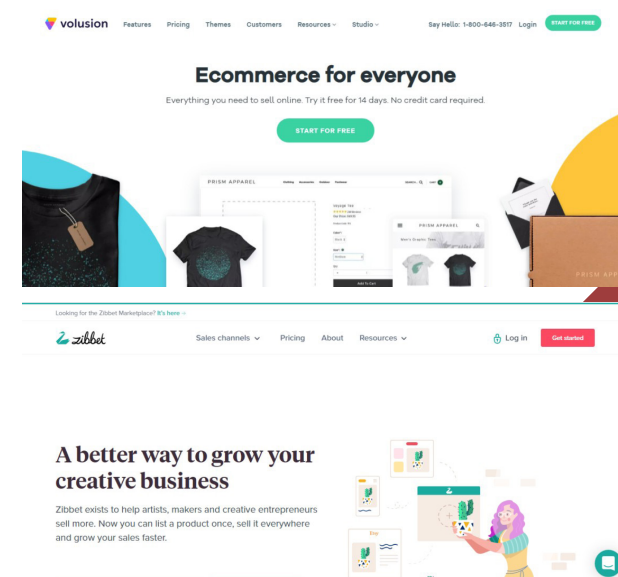 volusion Features Pricing Themes Customers Resources Studio Say Hello: 1-800-646-3517 Login START FOR FREE
Ecommerce for everyone
Everything you need to sell online. Try it free for 14 days. No credit card required.
START FOR FREE
PRISM APPAREL
PRISM APPAREL
Add To Cart
PRISM APP
Looking for the Zibbet Marketplace? It's here →
zibbet Sales channels Pricing About Resources Log in Get started
A better way to grow your
creative business
Zibbet exists to help artists, makers and creative entrepreneurs
sell more. Now you can list a product once, sell it everywhere
and grow your sales faster.